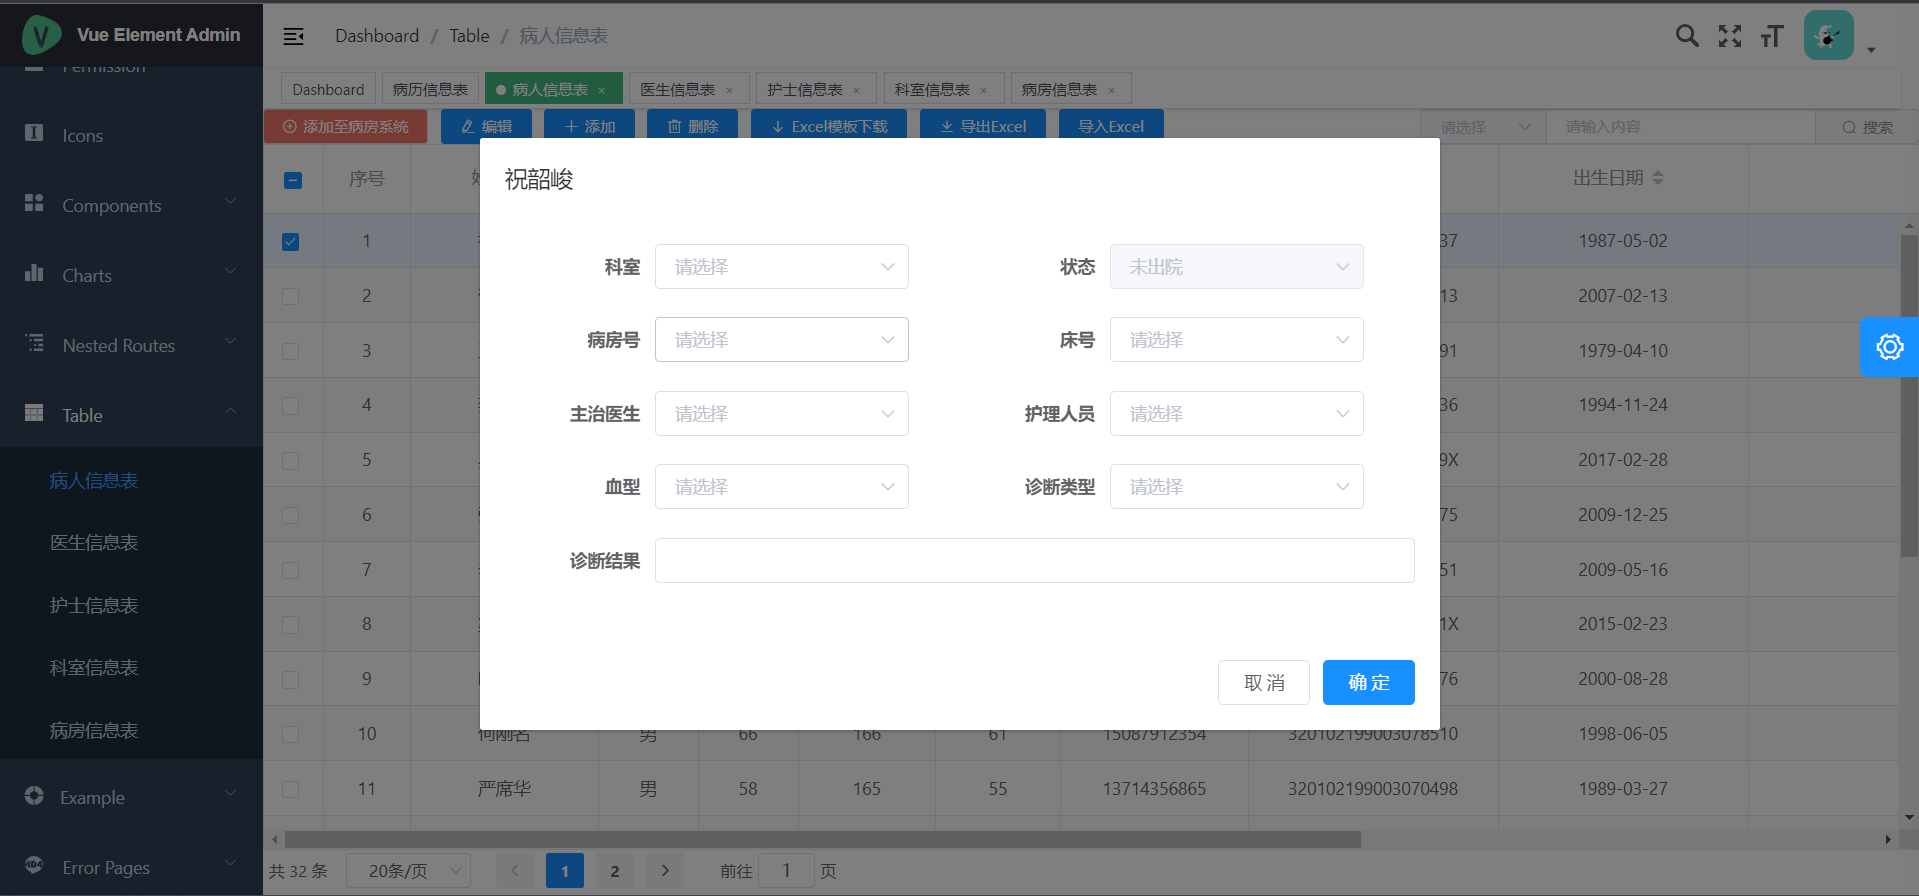 Vue Element Admin
Dashboard / Table / 病人信息表
Permission
Icons
Components
Charts
Nested Routes
Table
病人信息表
医生信息表
护士信息表
科室信息表
病房信息表
Example
Error Pages
Dashboard
病历信息表
病人信息表 ×
医生信息表 ×
护士信息表 ×
科室信息表 ×
病房信息表 ×
添加至病房系统
编辑
添加
删除
Excel模板下载
导出Excel
导入Excel
请选择
请输入内容
搜索
序号
出生日期
1 37 1987-05-02
2 13 2007-02-13
3 91 1979-04-10
4 36 1994-11-24
5 9X 2017-02-28
6 75 2009-12-25
7 51 2009-05-16
8 1X 2015-02-23
9 76 2000-08-28
10 何刚名 男 66 166 61 15087912354 320102199003078510 1998-06-05
11 严席华 男 58 165 55 13714356865 320102199003070498 1989-03-27
祝韶峻
科室 请选择
状态 未出院
病房号 请选择
床号 请选择
主治医生 请选择
护理人员 请选择
血型 请选择
诊断类型 请选择
诊断结果
取消
确定
共 32 条
20条/页
1
2
前往 1 页